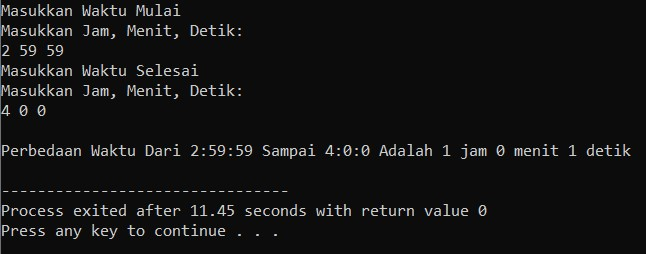 Masukkan Waktu Mulai
Masukkan Jam, Menit, Detik:
2 59 59
Masukkan Waktu Selesai
Masukkan Jam, Menit, Detik:
4 0 0
Perbedaan Waktu Dari 2:59:59 Sampai 4:0:0 Adalah 1 jam 0 menit 1 detik
--------------------------------
Process exited after 11.45 seconds with return value 0
Press any key to continue . . .